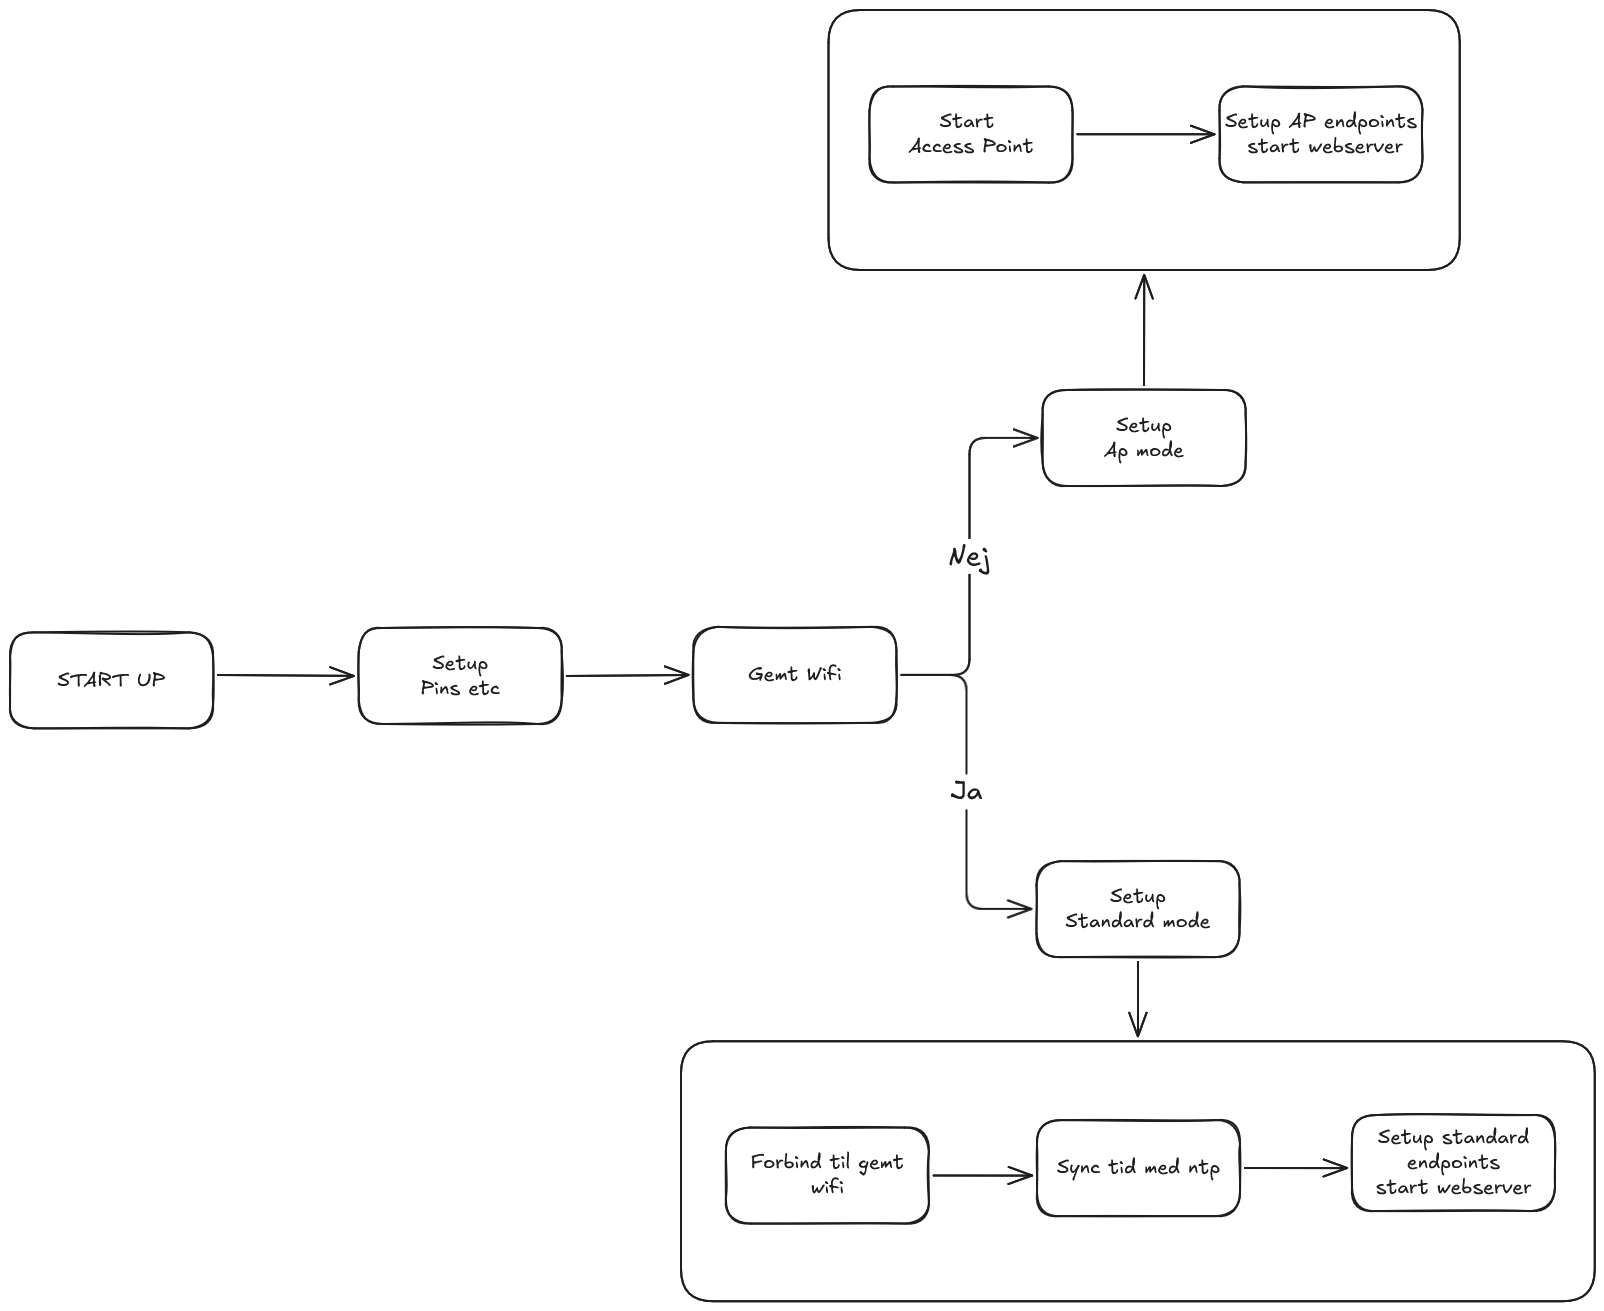 Start
Access Point
Setup AP endpoints
start webserver
Setup
Ap mode
Nej
START UP
Setup
Pins etc
Gemt Wifi
Ja
Setup
Standard mode
Forbind til gemt
wifi
Sync tid med ntp
Setup standard
endpoints
start webserver